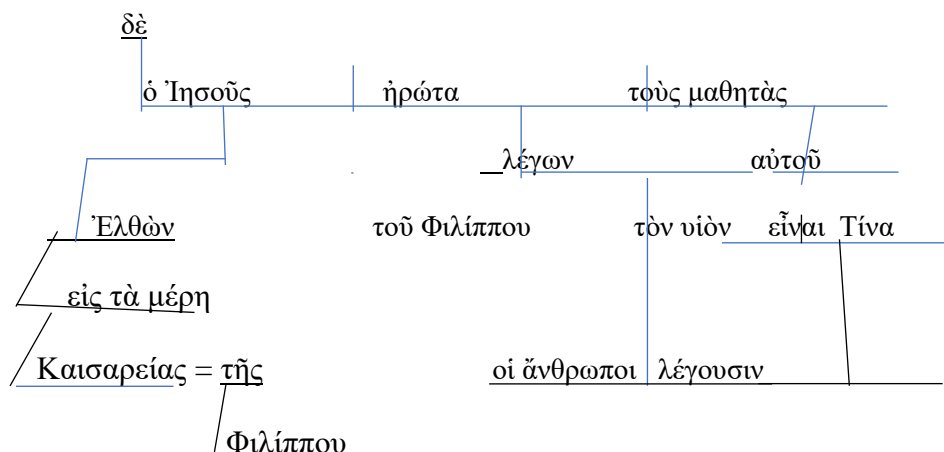 δὲ
ὁ Ἰησοῦς ἠρώτα τοὺς μαθητὰς
λέγων αὐτοῦ
Ἐλθὼν τοῦ Φιλίππου τὸν υἱὸν εἶναι Τίνα
εἰς τὰ μέρη
Καισαρείας = τῆς οἱ ἄνθρωποι λέγουσιν
Φιλίππου